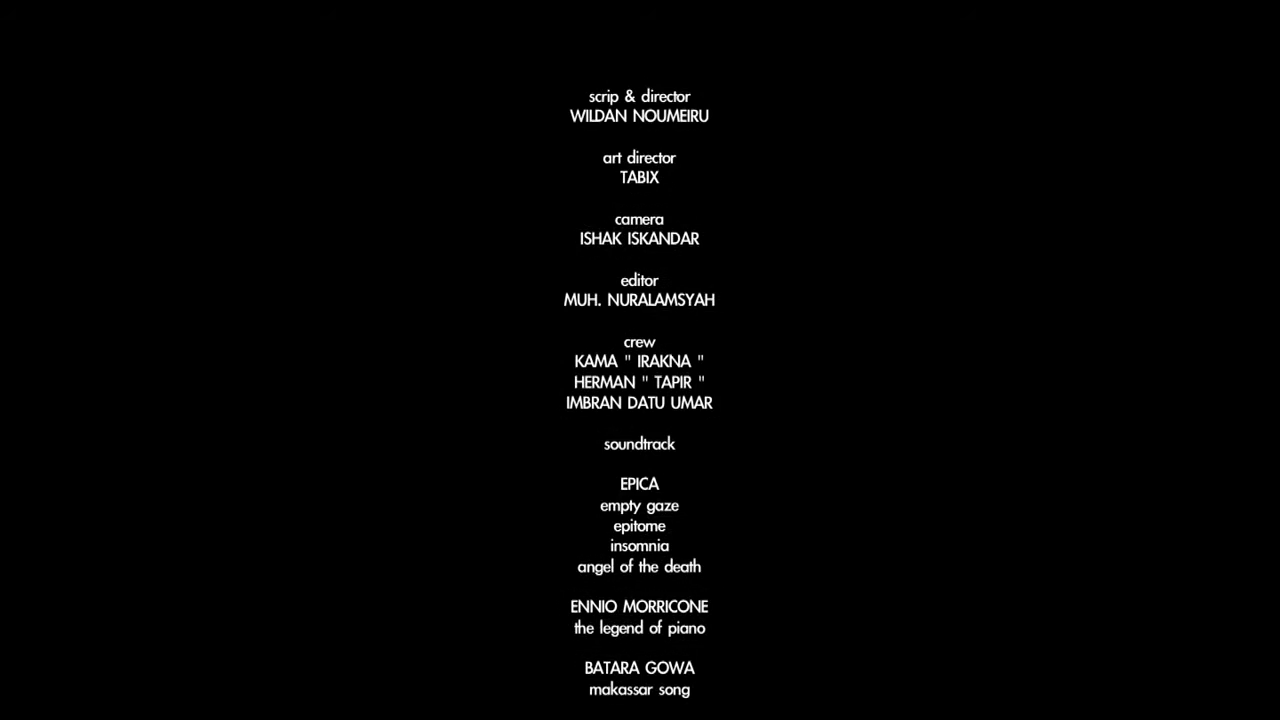 scrip & director
WILDAN NOUMEIRU
art director
TABIX
camera
ISHAK ISKANDAR
editor
MUH. NURALAMSYAH
crew
KAMA " IRAKNA "
HERMAN " TAPIR "
IMBRAN DATU UMAR
soundtrack
EPICA
empty gaze
epitome
insomnia
angel of the death
ENNIO MORRICONE
the legend of piano
BATARA GOWA
makassar song